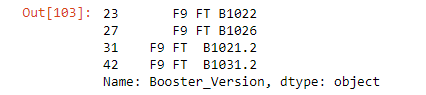 Out[103]: 23       F9 FT B1022
27       F9 FT B1026
31    F9 FT  B1021.2
42    F9 FT  B1031.2
Name: Booster_Version, dtype: object